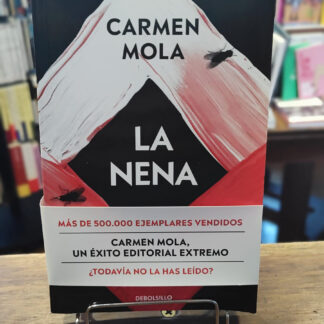 CARMEN
MOLA
LA
NENA
MÁS DE 500.000 EJEMPLARES VENDIDOS
CARMEN MOLA,
UN ÉXITO EDITORIAL EXTREMO
¿TODAVÍA NO LA HAS LEÍDO?
DEBOLSILLO